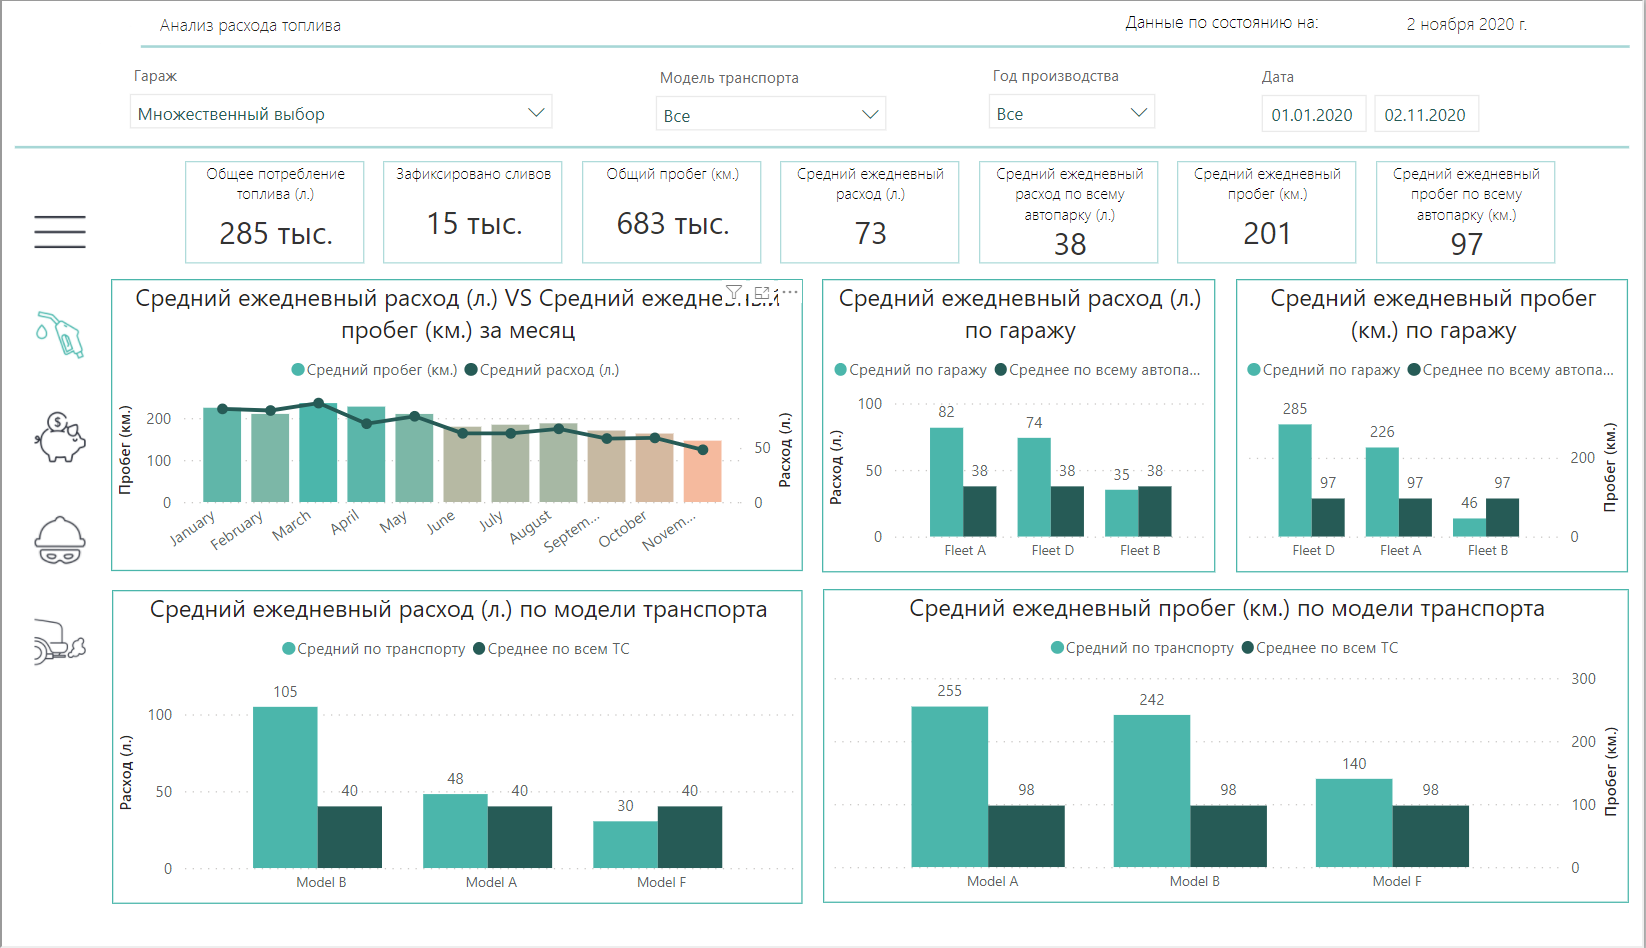 Анализ расхода топлива
Данные по состоянию на:
2 ноября 2020 г.
Гараж
Модель транспорта
Год производства
Дата
Множественный выбор
Все
Все
01.01.2020
02.11.2020
Общее потребление
топлива (л.)
285 тыс.
Зафиксировано сливов
15 тыс.
Общий пробег (км.)
683 тыс.
Средний ежедневный
расход (л.)
73
Средний ежедневный
расход по всему
автопарку (л.)
38
Средний ежедневный
пробег (км.)
201
Средний ежедневный
пробег по всему
автопарку (км.)
97
Средний ежедневный расход (л.) VS Средний ежедневный
пробег (км.) за месяц
Средний пробег (км.) Средний расход (л.)
Пробег (км.)
200
100
0
50
0
Расход (л.)
January
February
March
April
May
June
July
August
Septem...
October
Novem...
Средний ежедневный расход (л.)
по гаражу
Средний по гаражу Среднее по всему автопа...
Расход (л.)
100
50
0
82
38
74
38
35
38
Fleet A
Fleet D
Fleet B
Средний ежедневный пробег
(км.) по гаражу
Средний по гаражу Среднее по всему автопа...
285
97
226
97
46
97
200
0
Пробег (км.)
Fleet D
Fleet A
Fleet B
Средний ежедневный расход (л.) по модели транспорта
Средний по транспорту Среднее по всем ТС
Расход (л.)
100
50
0
105
40
48
40
30
40
Model B
Model A
Model F
Средний ежедневный пробег (км.) по модели транспорта
Средний по транспорту Среднее по всем ТС
255
98
242
98
140
98
300
200
100
0
Пробег (км.)
Model A
Model B
Model F